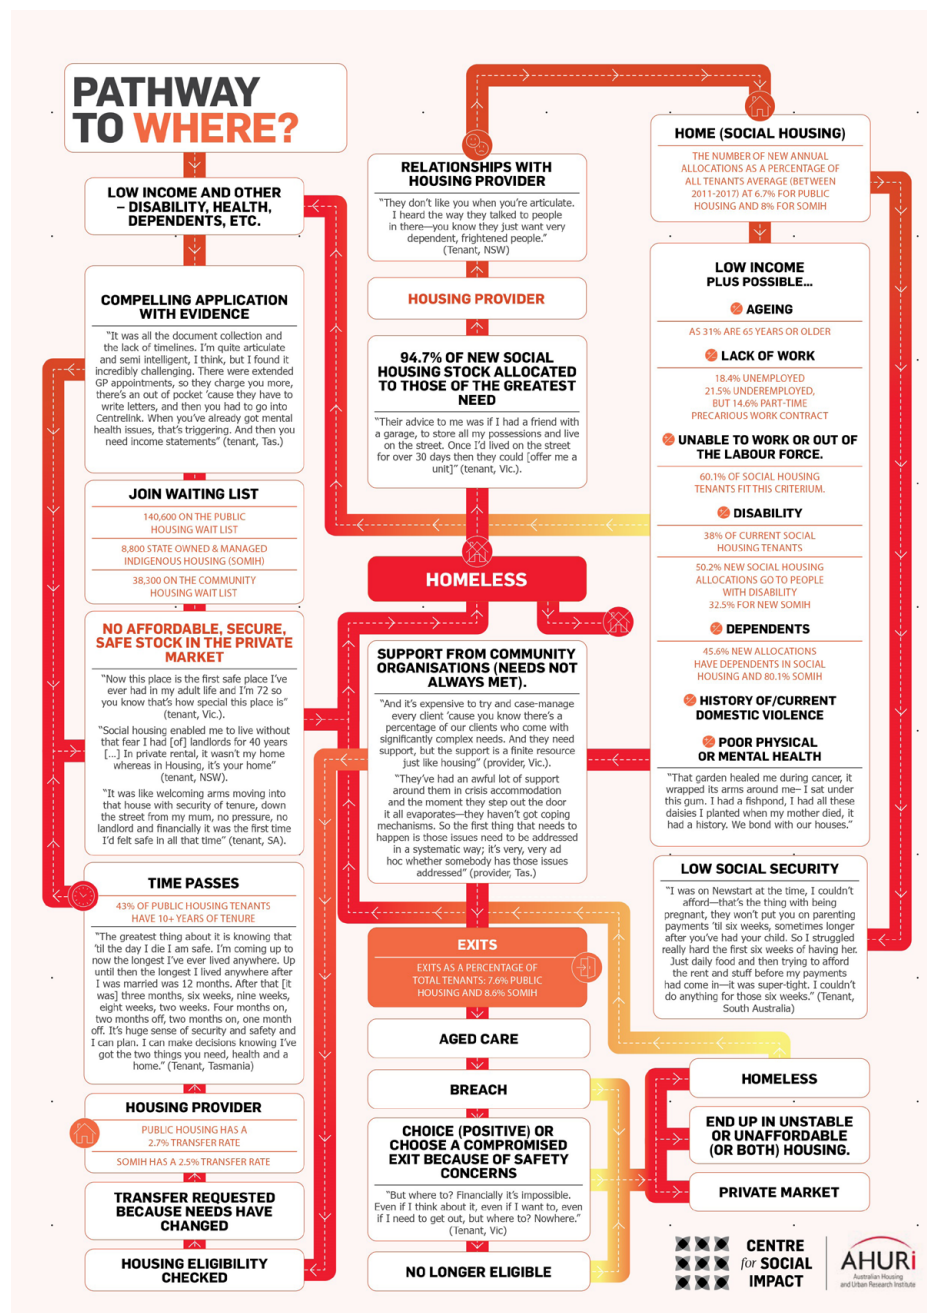 PATHWAY
TO WHERE?
LOW INCOME AND OTHER
– DISABILITY, HEALTH,
DEPENDENTS, ETC.
COMPELLING APPLICATION
WITH EVIDENCE
"It was all the document collection and
the lack of timelines. I'm quite articulate
and semi intelligent, I think, but I found it
incredibly challenging. There were extended
GP appointments, so they charge you more,
there's an out of pocket 'cause they have to
write letters, and then you had to go into
Centrelink. When you've already got mental
health issues, that's triggering. And then you
need income statements" (tenant, Tas.)
JOIN WAITING LIST
140,600 ON THE PUBLIC
HOUSING WAIT LIST
8,800 STATE OWNED & MANAGED
INDIGENOUS HOUSING (SOMIH)
38,300 ON THE COMMUNITY
HOUSING WAIT LIST
NO AFFORDABLE, SECURE,
SAFE STOCK IN THE PRIVATE
MARKET
"Now this place is the first safe place I've
ever had in my adult life and I'm 72 so
you know that's how special this place is"
(tenant, Vic.).
"Social housing enabled me to live without
that fear I had [of] landlords for 40 years
[...] In private rental, it wasn't my home
whereas in Housing, it's your home"
(tenant, NSW).
"It was like welcoming arms moving into
that house with security of tenure, down
the street from my mum, no pressure, no
landlord and financially it was the first time
I'd felt safe in all that time" (tenant, SA).
TIME PASSES
43% OF PUBLIC HOUSING TENANTS
HAVE 10+ YEARS OF TENURE
"The greatest thing about it is knowing that
'til the day I die I am safe. I'm coming up to
now the longest I've ever lived anywhere. Up
until then the longest I lived anywhere after
I was married was 12 months. After that [it
was] three months, six weeks, nine weeks,
eight weeks, two weeks. Four months on,
two months off, two months on, one month
off. It's huge sense of security and safety and
I can plan. I can make decisions knowing I've
got the two things you need, health and a
home." (Tenant, Tasmania)
HOUSING PROVIDER
PUBLIC HOUSING HAS A
2.7% TRANSFER RATE
SOMIH HAS A 2.5% TRANSFER RATE
TRANSFER REQUESTED
BECAUSE NEEDS HAVE
CHANGED
HOUSING ELIGIBILITY
CHECKED
RELATIONSHIPS WITH
HOUSING PROVIDER
"They don't like you when you're articulate.
I heard the way they talked to people
in there—you know they just want very
dependent, frightened people."
(Tenant, NSW)
HOUSING PROVIDER
94.7% OF NEW SOCIAL
HOUSING STOCK ALLOCATED
TO THOSE OF THE GREATEST
NEED
"Their advice to me was if I had a friend with
a garage, to store all my possessions and live
on the street. Once I'd lived on the street
for over 30 days then they could [offer me a
unit]" (tenant, Vic.).
HOMELESS
SUPPORT FROM COMMUNITY
ORGANISATIONS (NEEDS NOT
ALWAYS MET).
"And it's expensive to try and case-manage
every client 'cause you know there's a
percentage of our clients who come with
significantly complex needs. And they need
support, but the support is a finite resource
just like housing" (provider, Vic.).
"They've had an awful lot of support
around them in crisis accommodation
and the moment they step out the door
it all evaporates—they haven't got coping
mechanisms. So the first thing that needs to
happen is those issues need to be addressed
in a systematic way; it's very, very ad
hoc whether somebody has those issues
addressed" (provider, Tas.)
EXITS
EXITS AS A PERCENTAGE OF
TOTAL TENANTS: 7.6% PUBLIC
HOUSING AND 8.6% SOMIH
AGED CARE
BREACH
CHOICE (POSITIVE) OR
CHOOSE A COMPROMISED
EXIT BECAUSE OF SAFETY
CONCERNS
"But where to? Financially it's impossible.
Even if I think about it, even if I want to, even
if I need to get out, but where to? Nowhere."
(Tenant, Vic)
NO LONGER ELIGIBLE
HOME (SOCIAL HOUSING)
THE NUMBER OF NEW ANNUAL
ALLOCATIONS AS A PERCENTAGE OF
ALL TENANTS AVERAGE (BETWEEN
2011-2017) AT 6.7% FOR PUBLIC
HOUSING AND 8% FOR SOMIH
LOW INCOME
PLUS POSSIBLE...
AGEING
AS 31% ARE 65 YEARS OR OLDER
LACK OF WORK
18.4% UNEMPLOYED
21.5% UNDEREMPLOYED,
BUT 14.6% PART-TIME
PRECARIOUS WORK CONTRACT
UNABLE TO WORK OR OUT OF
THE LABOUR FORCE.
60.1% OF SOCIAL HOUSING
TENANTS FIT THIS CRITERIUM.
DISABILITY
38% OF CURRENT SOCIAL
HOUSING TENANTS
50.2% NEW SOCIAL HOUSING
ALLOCATIONS GO TO PEOPLE
WITH DISABILITY
32.5% FOR NEW SOMIH
DEPENDENTS
45.6% NEW ALLOCATIONS
HAVE DEPENDENTS IN SOCIAL
HOUSING AND 80.1% SOMIH
HISTORY OF/CURRENT
DOMESTIC VIOLENCE
POOR PHYSICAL
OR MENTAL HEALTH
"That garden healed me during cancer, it
wrapped its arms around me– I sat under
this gum. I had a fishpond, I had all these
daisies I planted when my mother died, it
had a history. We bond with our houses."
LOW SOCIAL SECURITY
"I was on Newstart at the time, I couldn't
afford—that's the thing with being
pregnant, they won't put you on parenting
payments 'til six weeks, sometimes longer
after you've had your child. So I struggled
really hard the first six weeks of having her.
Just daily food and then trying to afford
the rent and stuff before my payments
had come in—it was super-tight. I couldn't
do anything for those six weeks." (Tenant,
South Australia)
HOMELESS
END UP IN UNSTABLE
OR UNAFFORDABLE
(OR BOTH) HOUSING.
PRIVATE MARKET
CENTRE
for SOCIAL
IMPACT
AHURI
Australian Housing
and Urban Research Institute